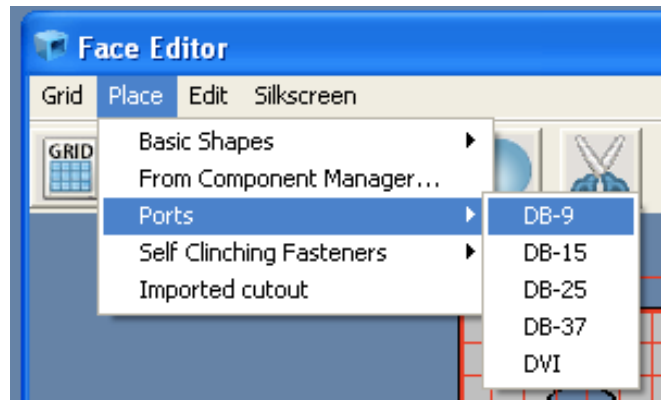 Face Editor
Grid Place Edit Silkscreen
GRID
Basic Shapes
From Component Manager...
Ports
Self Clinching Fasteners
Imported cutout
DB-9
DB-15
DB-25
DB-37
DVI